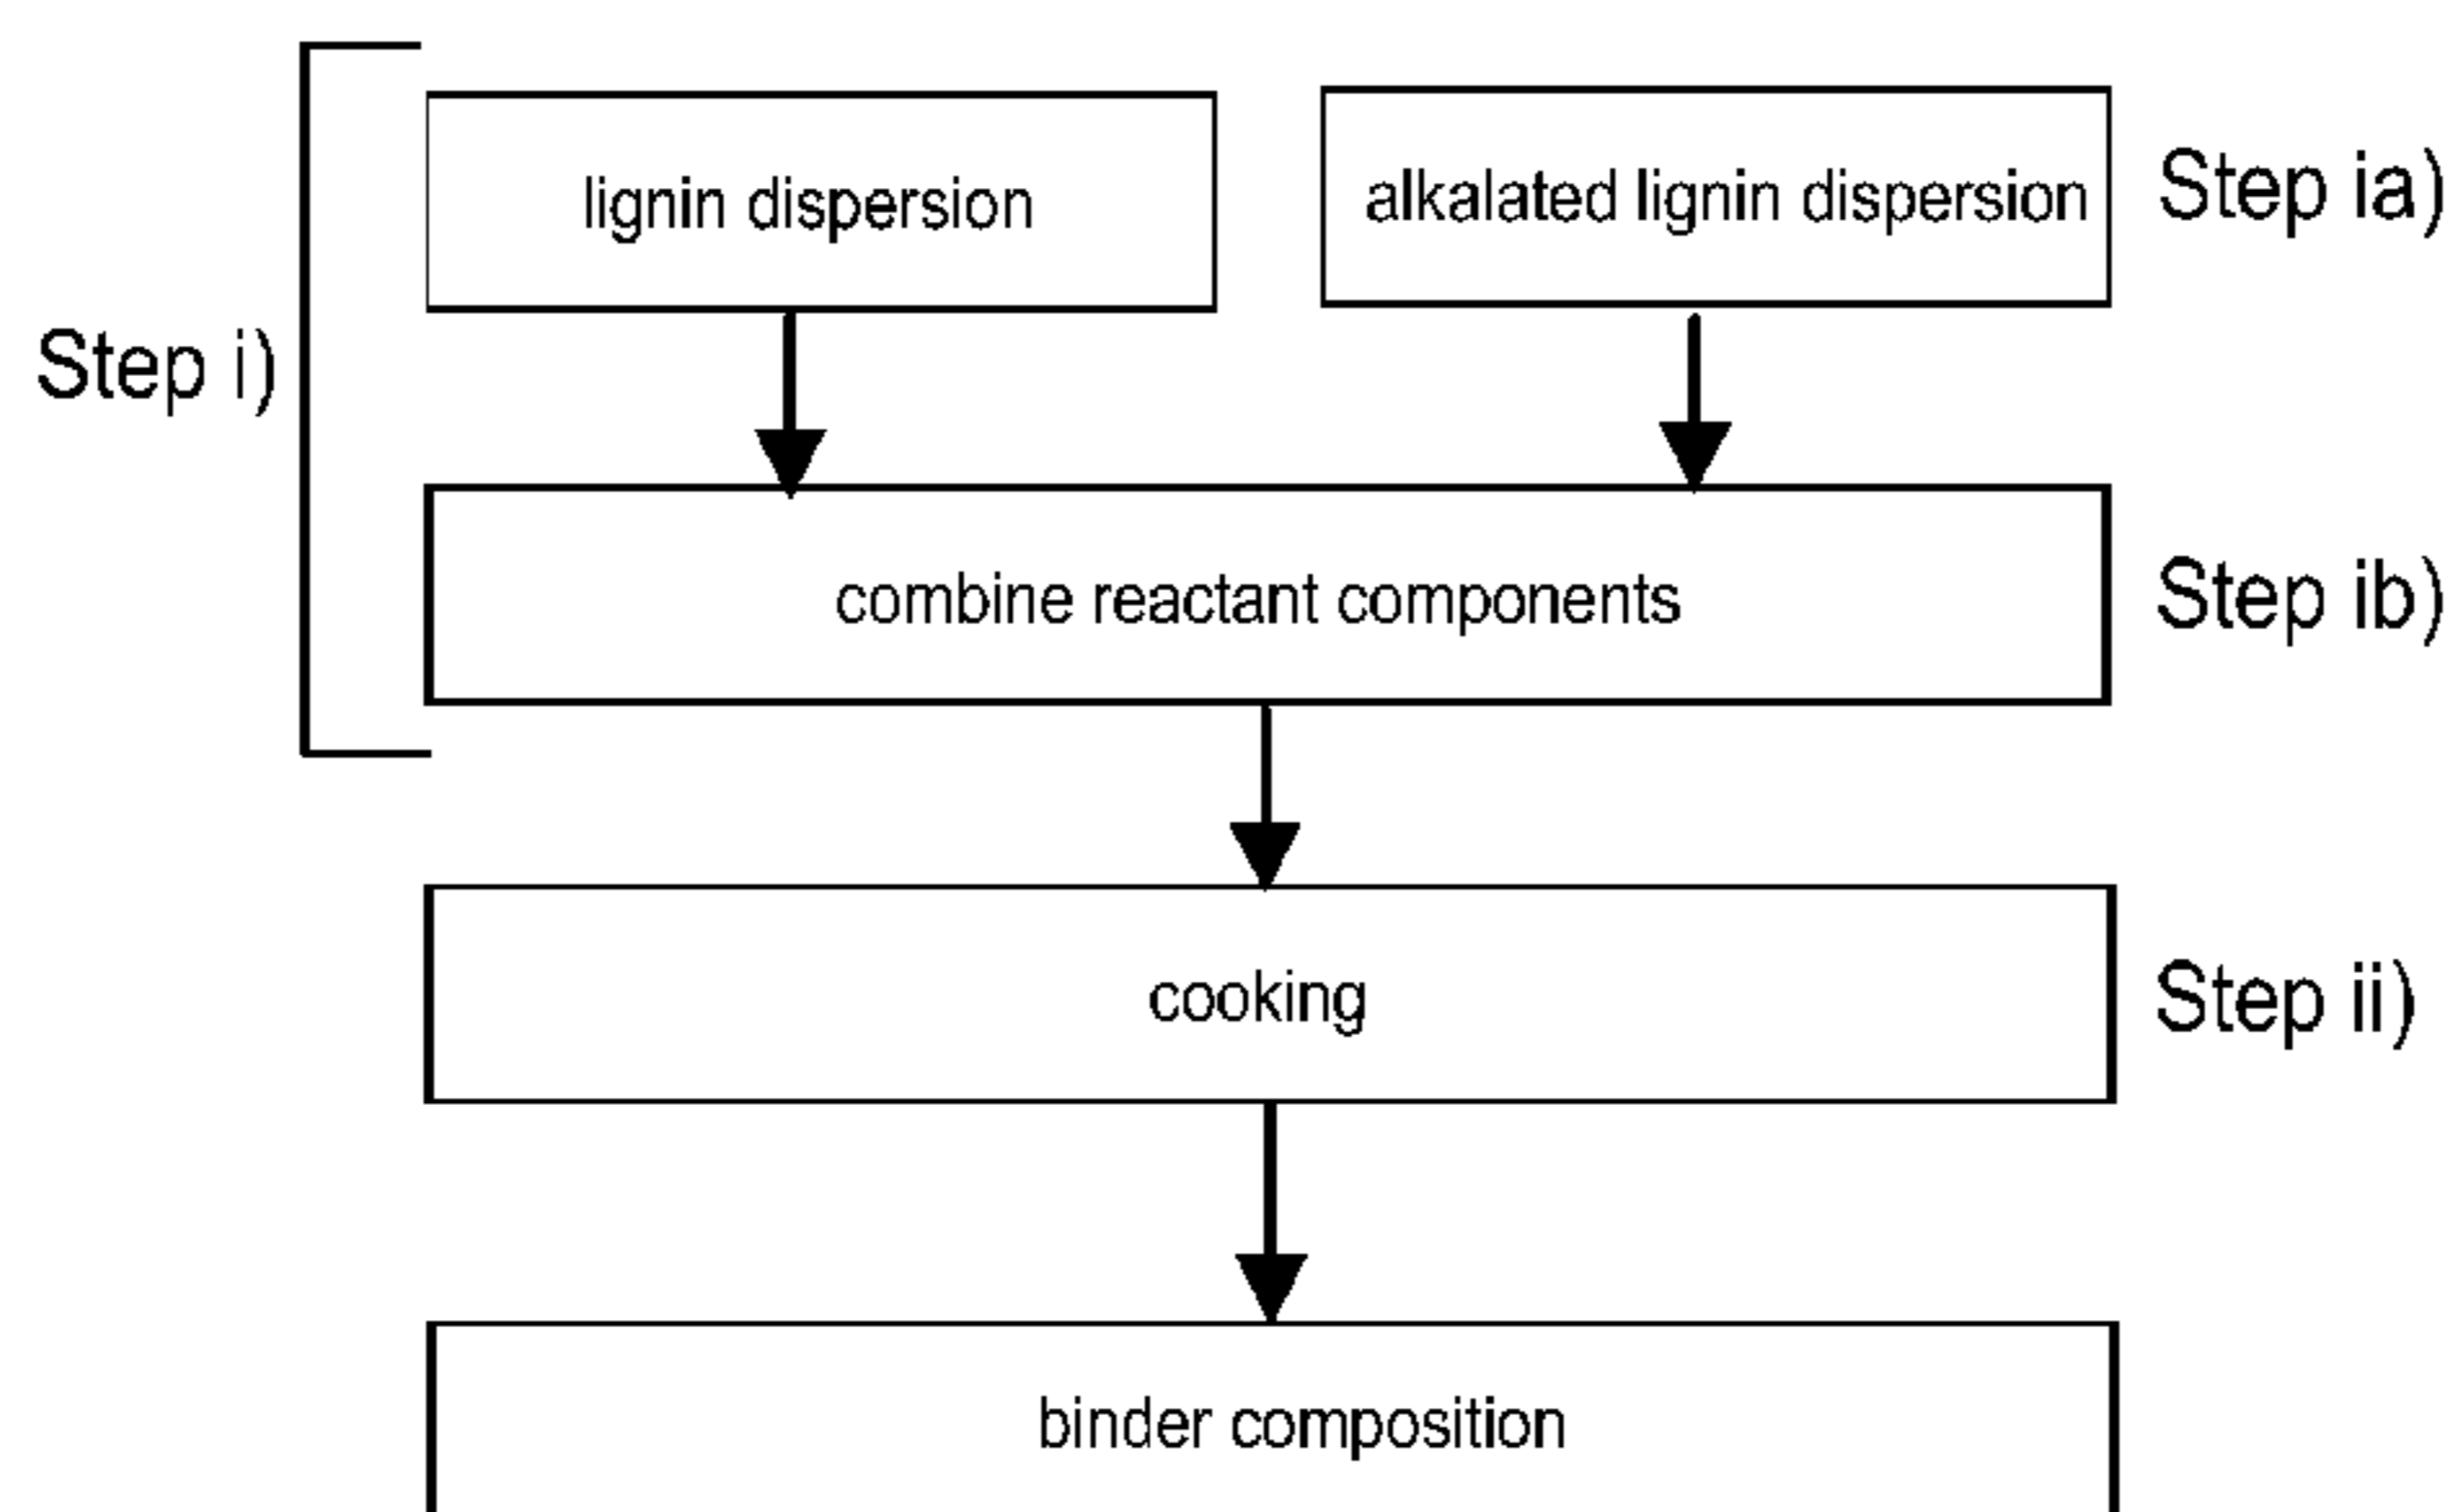 lignin dispersion
alkalated lignin dispersion
Step ia)
Step i)
combine reactant components
Step ib)
cooking
Step ii)
binder composition